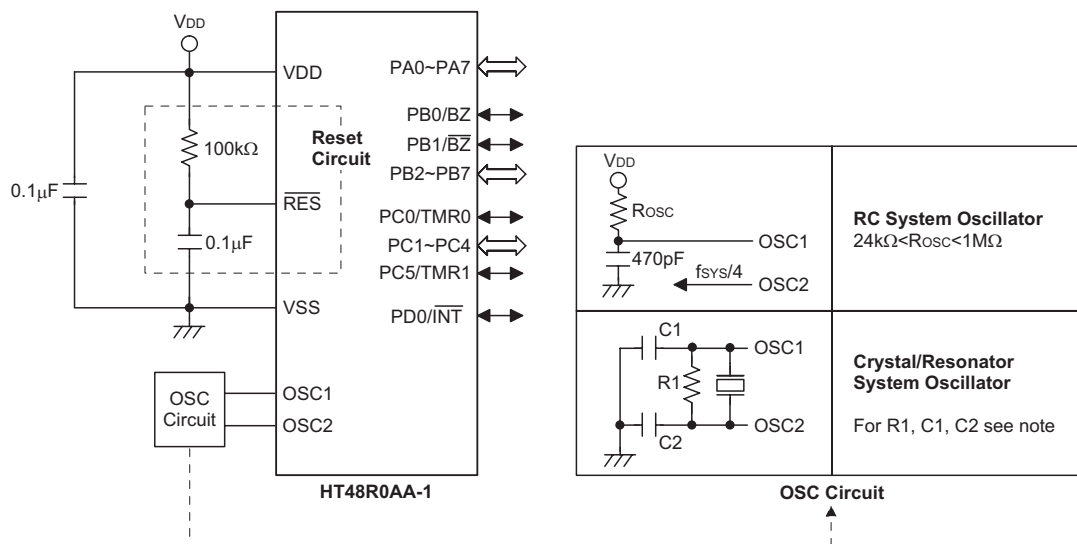 VDD
VDD
PA0~PA7
PB0/BZ
Reset
Circuit
100kΩ
PB1/B̅Z̅
PB2~PB7
0.1μF
R̅E̅S̅
PC0/TMR0
0.1μF
PC1~PC4
PC5/TMR1
VSS
PD0/I̅N̅T̅
OSC
Circuit
OSC1
OSC2
HT48R0AA-1
VDD
ROSC
OSC1
470pF
fSYS/4
OSC2
RC System Oscillator
24kΩ<ROSC<1MΩ
C1
OSC1
R1
OSC2
C2
Crystal/Resonator
System Oscillator
For R1, C1, C2 see note
OSC Circuit